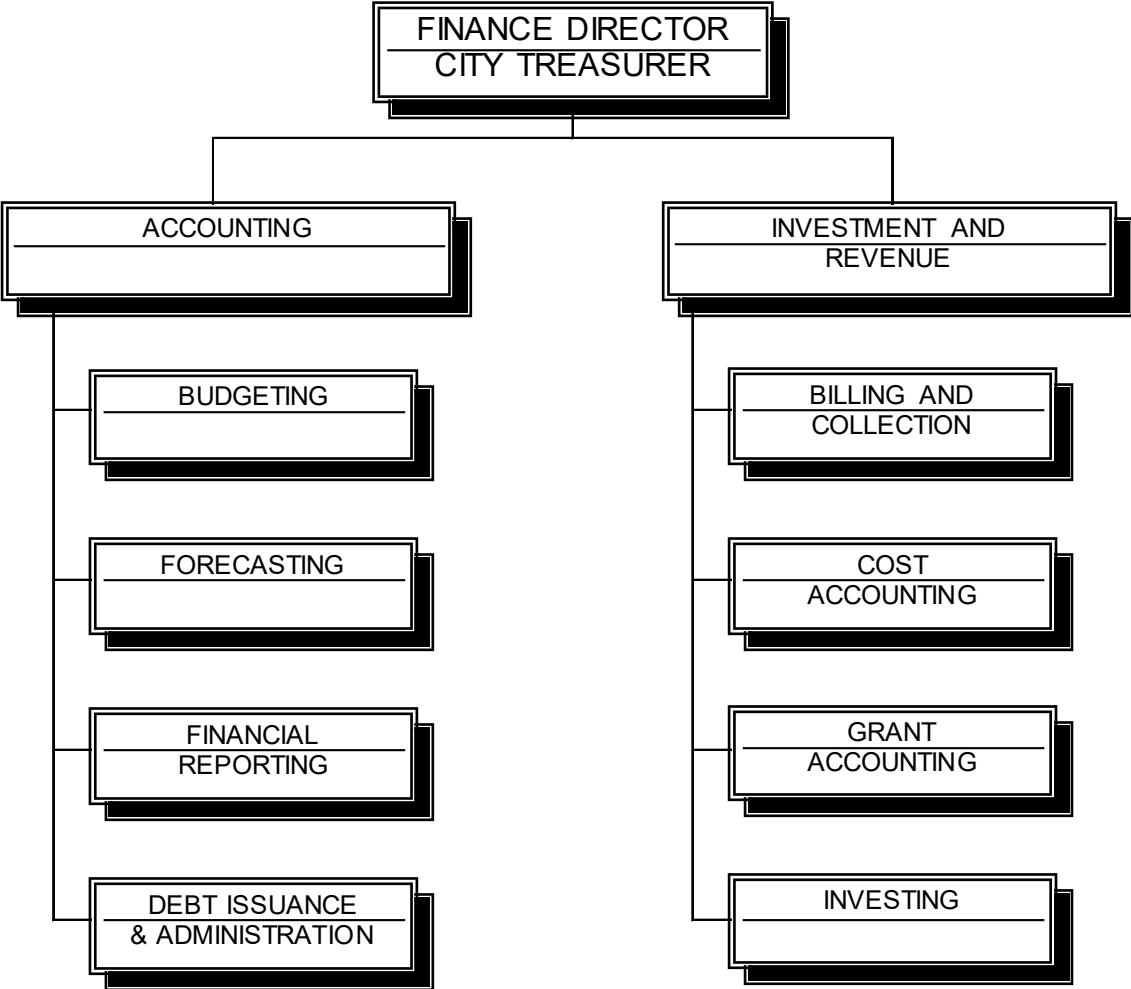 FINANCE DIRECTOR
CITY TREASURER
ACCOUNTING
INVESTMENT AND
REVENUE
BUDGETING
BILLING AND
COLLECTION
FORECASTING
COST
ACCOUNTING
FINANCIAL
REPORTING
GRANT
ACCOUNTING
DEBT ISSUANCE
& ADMINISTRATION
INVESTING